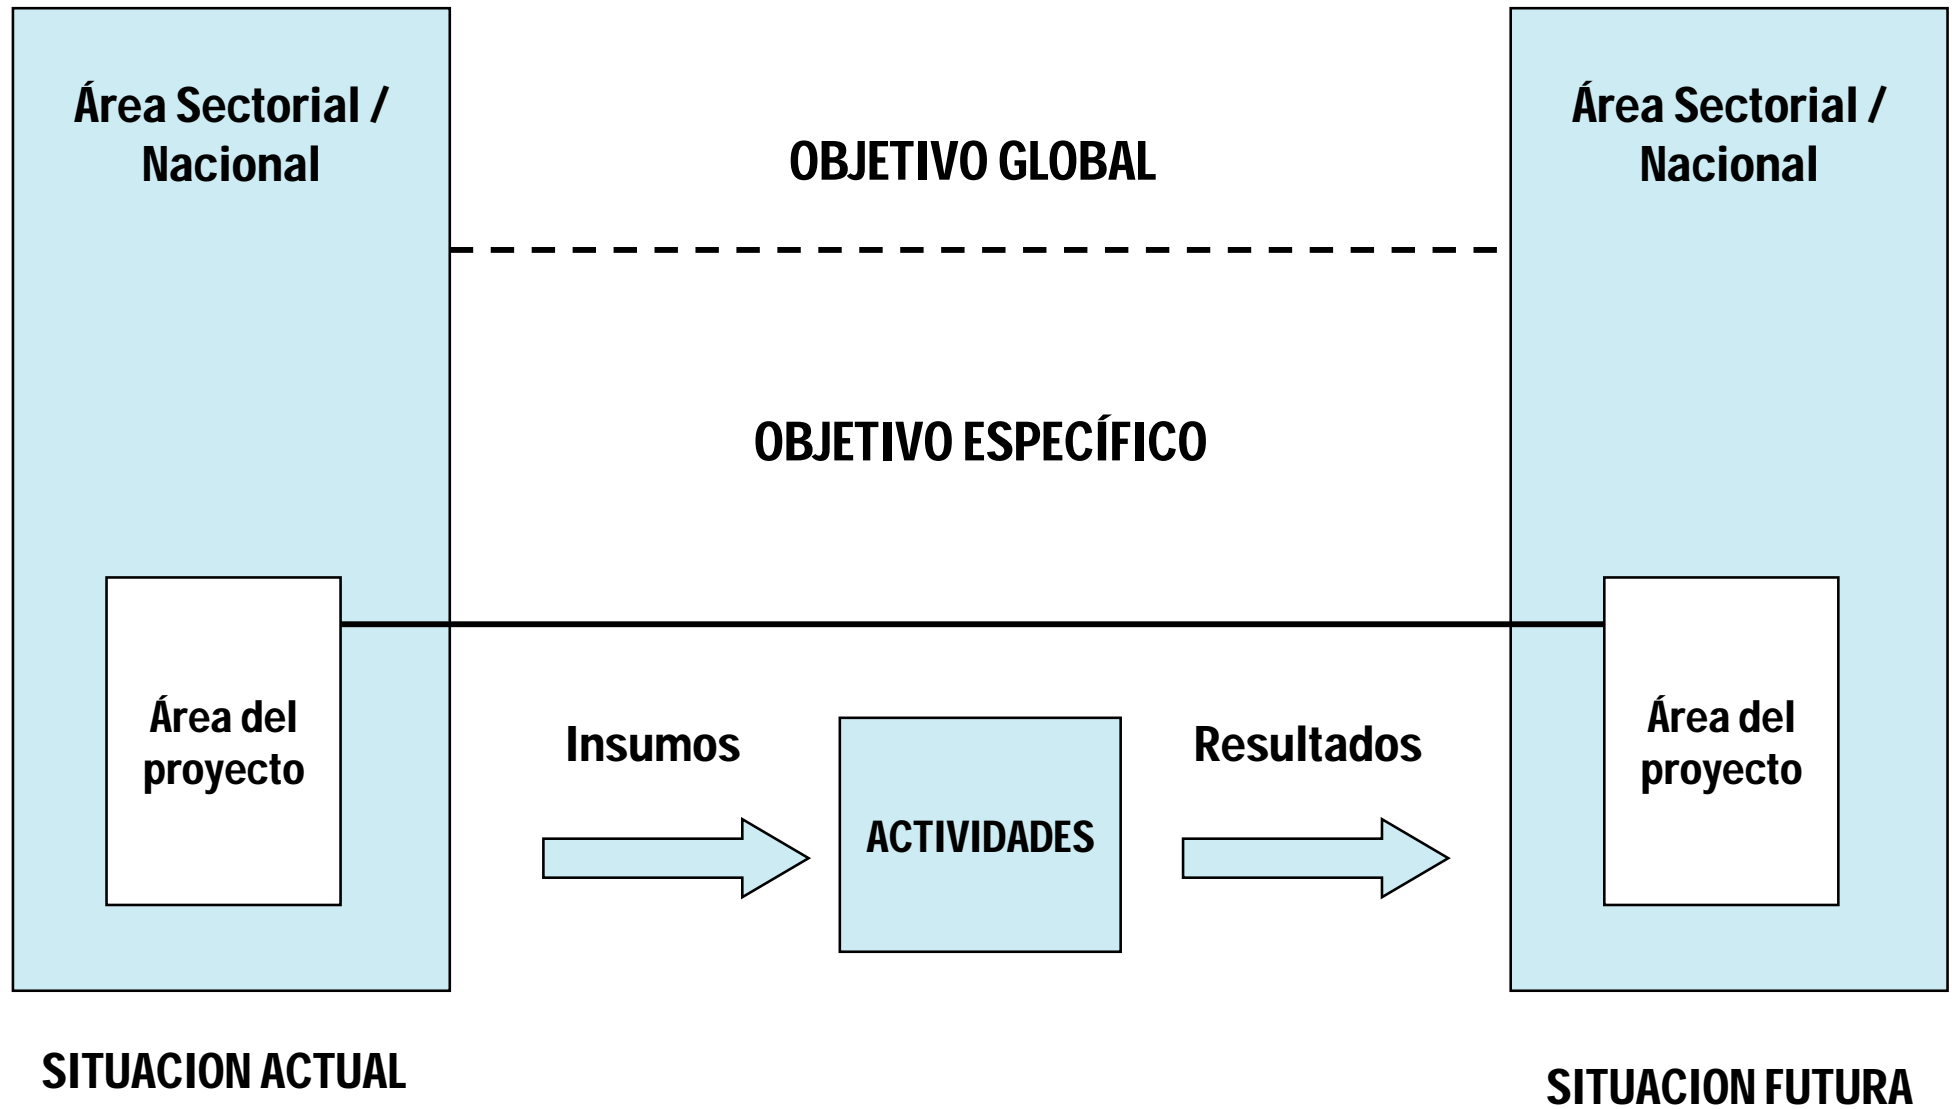 Área Sectorial /
Nacional
OBJETIVO GLOBAL
Área Sectorial /
Nacional
OBJETIVO ESPECÍFICO
Área del
proyecto
Insumos
ACTIVIDADES
Resultados
Área del
proyecto
SITUACION ACTUAL
SITUACION FUTURA